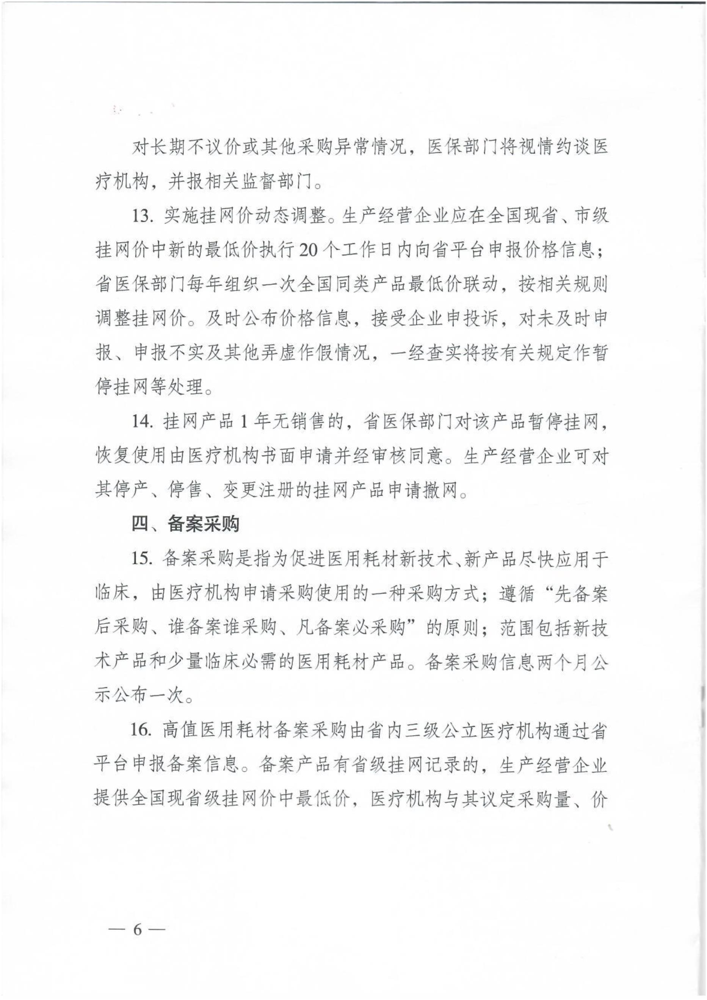 对长期不议价或其他采购异常情况，医保部门将视情约谈医
疗机构，并报相关监督部门。
13. 实施挂网价动态调整。生产经营企业应在全国现省、市级
挂网价中新的最低价执行 20 个工作日内向省平台申报价格信息；
省医保部门每年组织一次全国同类产品最低价联动，按相关规则
调整挂网价。及时公布价格信息，接受企业申投诉，对未及时申
报、申报不实及其他弄虚作假情况，一经查实将按有关规定作暂
停挂网等处理。
14. 挂网产品 1 年无销售的，省医保部门对该产品暂停挂网，
恢复使用由医疗机构书面申请并经审核同意。生产经营企业可对
其停产、停售、变更注册的挂网产品申请撤网。
四、备案采购
15. 备案采购是指为促进医用耗材新技术、新产品尽快应用于
临床，由医疗机构申请采购使用的一种采购方式；遵循“先备案
后采购、谁备案谁采购、凡备案必采购”的原则；范围包括新技
术产品和少量临床必需的医用耗材产品。备案采购信息两个月公
示公布一次。
16. 高值医用耗材备案采购由省内三级公立医疗机构通过省
平台申报备案信息。备案产品有省级挂网记录的，生产经营企业
提供全国现省级挂网价中最低价，医疗机构与其议定采购量、价
— 6 —